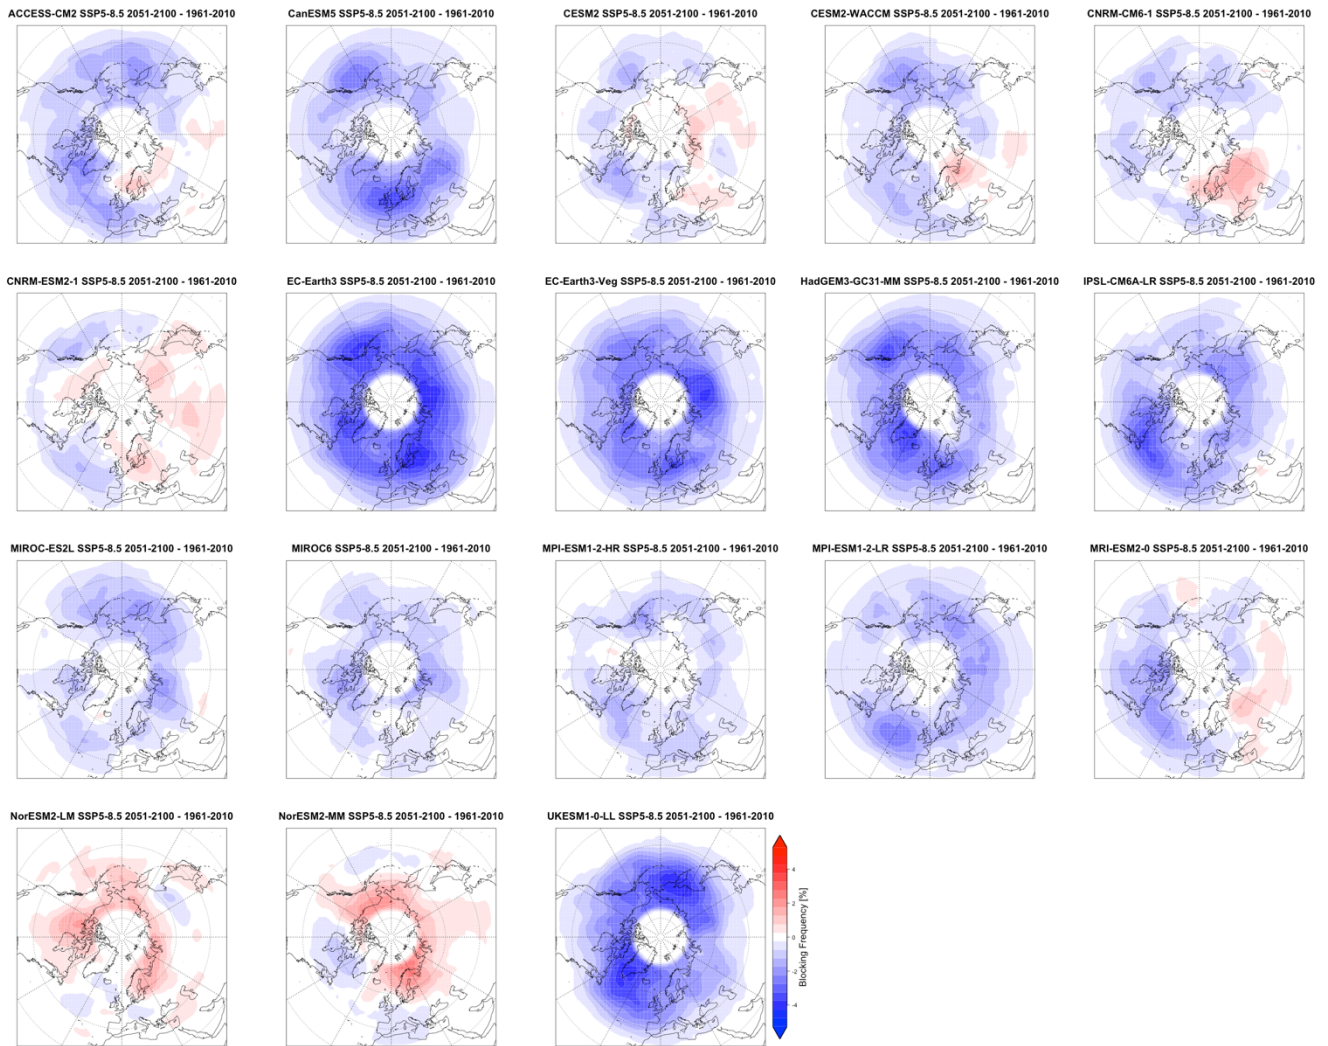 ACCESS-CM2 SSP5-8.5 2051-2100 - 1961-2010
CanESM5 SSP5-8.5 2051-2100 - 1961-2010
CESM2 SSP5-8.5 2051-2100 - 1961-2010
CESM2-WACCM SSP5-8.5 2051-2100 - 1961-2010
CNRM-CM6-1 SSP5-8.5 2051-2100 - 1961-2010
CNRM-ESM2-1 SSP5-8.5 2051-2100 - 1961-2010
EC-Earth3 SSP5-8.5 2051-2100 - 1961-2010
EC-Earth3-Veg SSP5-8.5 2051-2100 - 1961-2010
HadGEM3-GC31-MM SSP5-8.5 2051-2100 - 1961-2010
IPSL-CM6A-LR SSP5-8.5 2051-2100 - 1961-2010
MIROC-ES2L SSP5-8.5 2051-2100 - 1961-2010
MIROC6 SSP5-8.5 2051-2100 - 1961-2010
MPI-ESM1-2-HR SSP5-8.5 2051-2100 - 1961-2010
MPI-ESM1-2-LR SSP5-8.5 2051-2100 - 1961-2010
MRI-ESM2-0 SSP5-8.5 2051-2100 - 1961-2010
NorESM2-LM SSP5-8.5 2051-2100 - 1961-2010
NorESM2-MM SSP5-8.5 2051-2100 - 1961-2010
UKESM1-0-LL SSP5-8.5 2051-2100 - 1961-2010
4
2
0
-2
-4
Blocking Frequency [%]